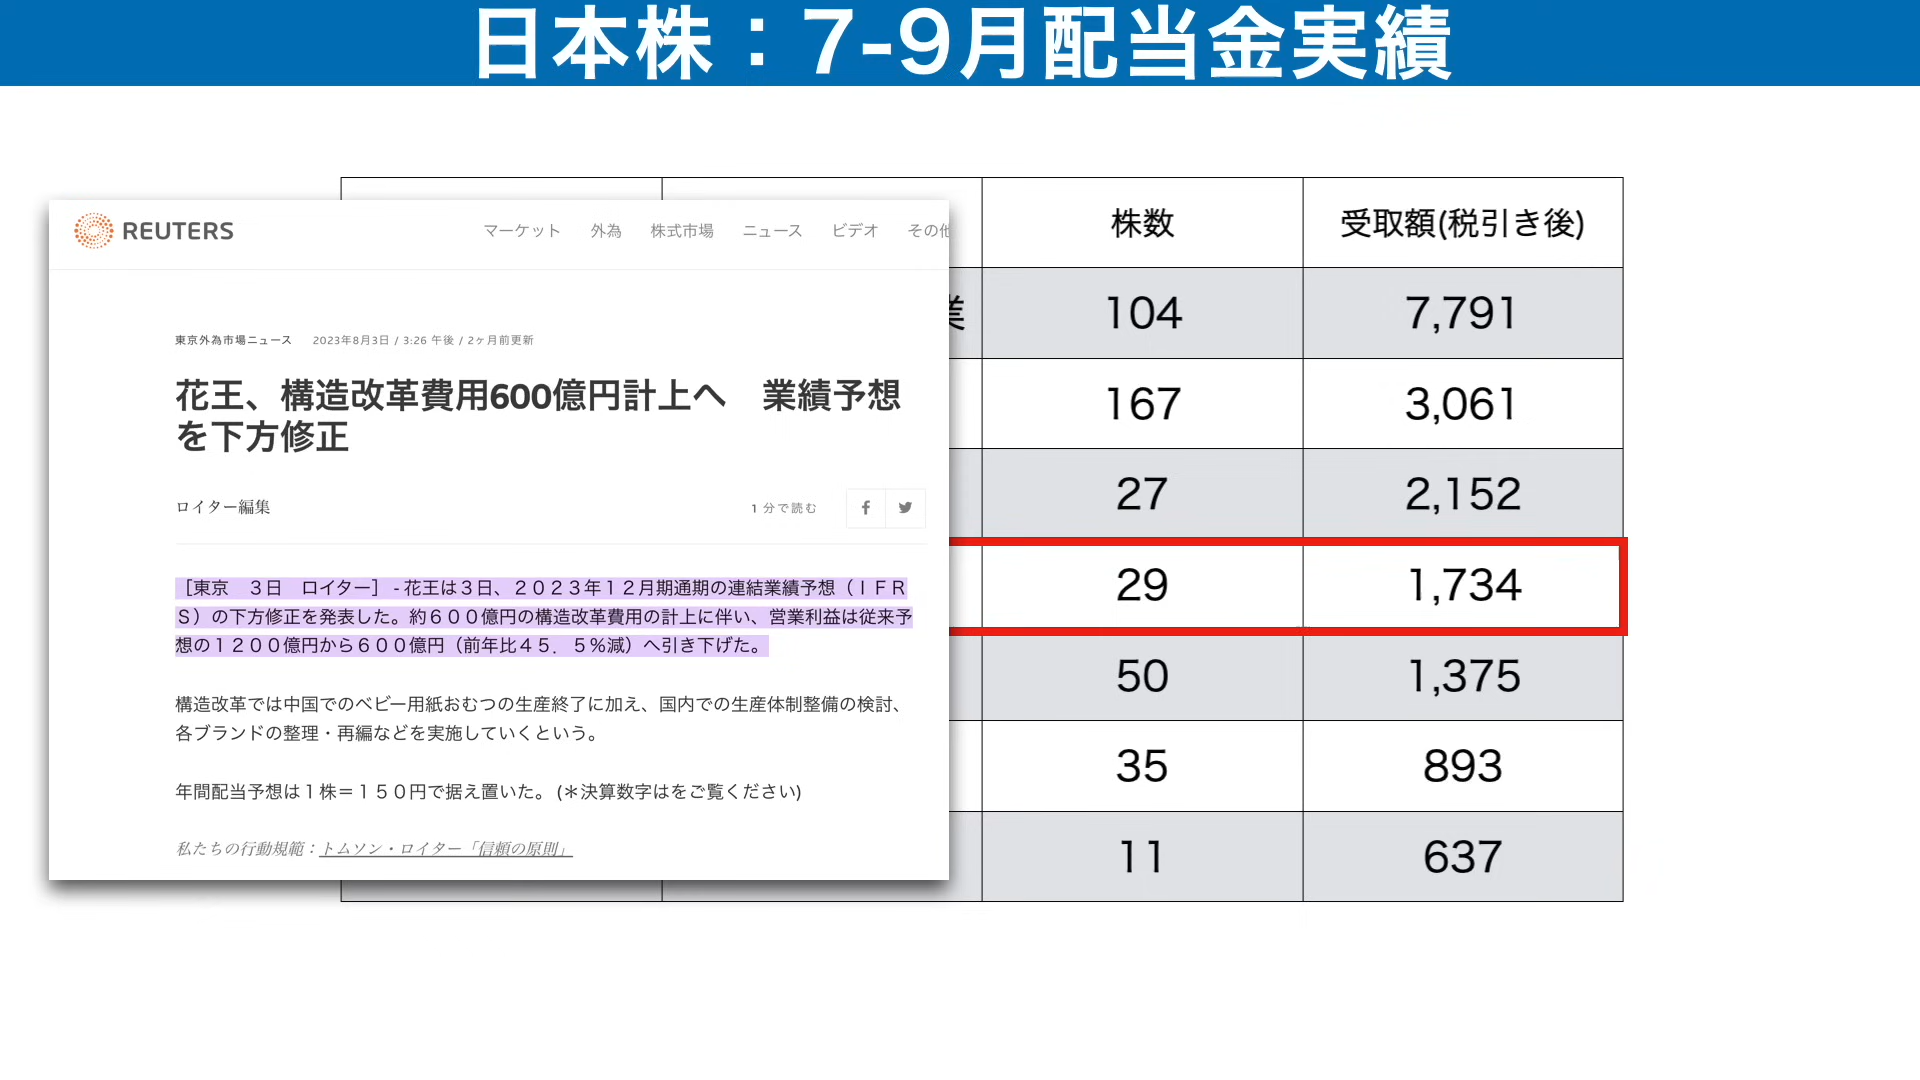 日本株：7-9月配当金実績
REUTERS
マーケット 外為 株式市場 ニュース ビデオ その他
東京外為市場ニュース 2023年8月3日 / 3:26 午後 / 2ヶ月前更新
花王、構造改革費用600億円計上へ　業績予想
を下方修正
ロイター編集
1 分で読む
［東京　３日　ロイター］ - 花王は３日、２０２３年１２月期通期の連結業績予想（ＩＦＲ
Ｓ）の下方修正を発表した。約６００億円の構造改革費用の計上に伴い、営業利益は従来予
想の１２００億円から６００億円（前年比４５．５％減）へ引き下げた。
構造改革では中国でのベビー用紙おむつの生産終了に加え、国内での生産体制整備の検討、
各ブランドの整理・再編などを実施していくという。
年間配当予想は１株＝１５０円で据え置いた。 (＊決算数字はをご覧ください)
私たちの行動規範：トムソン・ロイター「信頼の原則」
株数 受取額(税引き後)
業 104 7,791
167 3,061
27 2,152
29 1,734
50 1,375
35 893
11 637